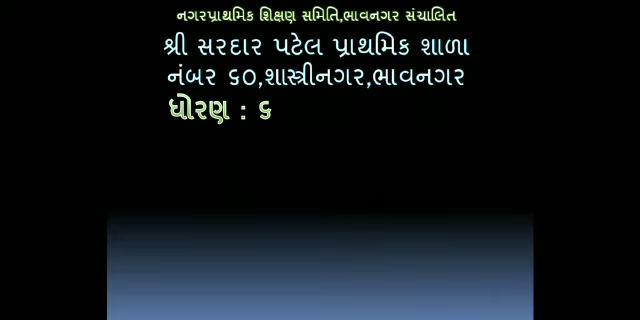 નગરપ્રાથમિક શિક્ષણ સમિતિ,ભાવનગર સંચાલિત
શ્રી સરદાર પટેલ પ્રાથમિક શાળા
નંબર ૬૦,શાસ્ત્રીનગર,ભાવનગર
ધોરણ : ૬